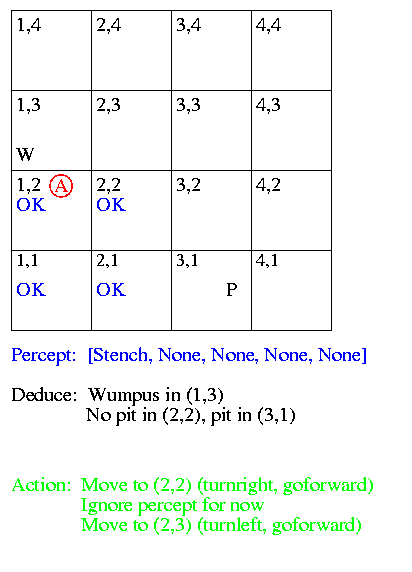 1,4 2,4 3,4 4,4
1,3 2,3 3,3 4,3
W
1,2 A 2,2 3,2 4,2
OK OK
1,1 2,1 3,1 4,1
OK OK P
Percept: [Stench, None, None, None, None]
Deduce: Wumpus in (1,3)
No pit in (2,2), pit in (3,1)
Action: Move to (2,2) (turnright, goforward)
Ignore percept for now
Move to (2,3) (turnleft, goforward)